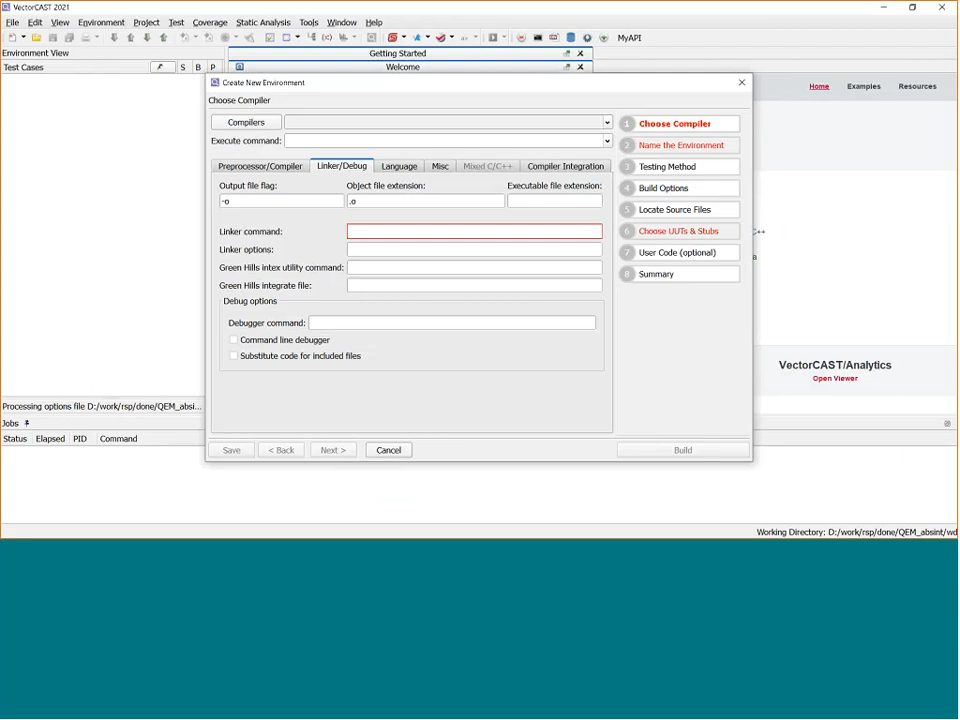 VectorCAST 2021
File Edit View Environment Project Test Coverage Static Analysis Tools Window Help
MyAPI
Environment View
Getting Started
Test Cases
S B P
Welcome
Home Examples Resources
Create New Environment
Choose Compiler
Compilers
Execute command:
Preprocessor/Compiler Linker/Debug Language Misc Mixed C/C++ Compiler Integration
Output file flag: Object file extension: Executable file extension:
-o .o
Linker command:
Linker options:
Green Hills intex utility command:
Green Hills integrate file:
Debug options
Debugger command:
Command line debugger
Substitute code for included files
1 Choose Compiler
2 Name the Environment
3 Testing Method
4 Build Options
5 Locate Source Files
6 Choose UUTs & Stubs
7 User Code (optional)
8 Summary
C++
a
VectorCAST/Analytics
Open Viewer
Save < Back Next > Cancel Build
Processing options file D:/work/rsp/done/QEM_absi...
Jobs
Status Elapsed PID Command
Working Directory: D:/work/rsp/done/QEM_absint/wd